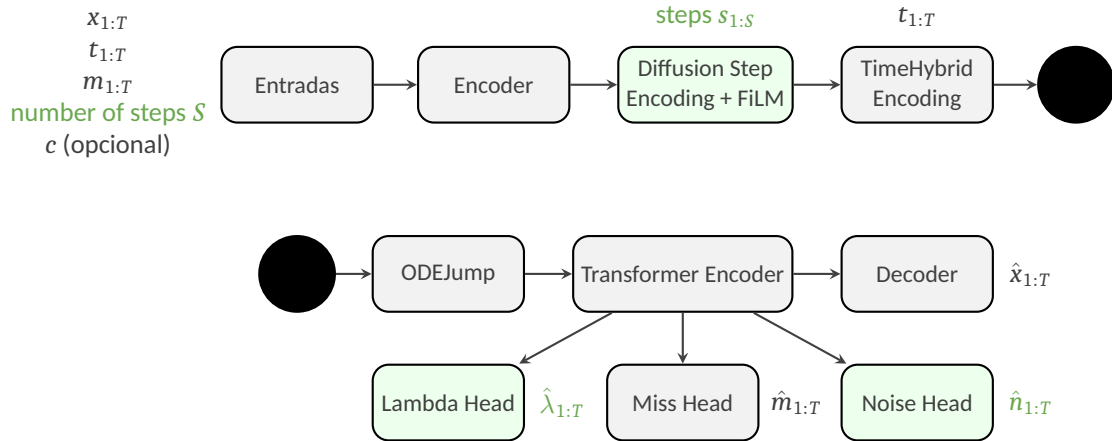 x_{1:T}
t_{1:T}
m_{1:T}
number of steps S
c (opcional)
Entradas
Encoder
steps s_{1:S}
Diffusion Step
Encoding + FiLM
t_{1:T}
TimeHybrid
Encoding
ODEJump
Transformer Encoder
Decoder
x̂_{1:T}
Lambda Head
λ̂_{1:T}
Miss Head
m̂_{1:T}
Noise Head
n̂_{1:T}